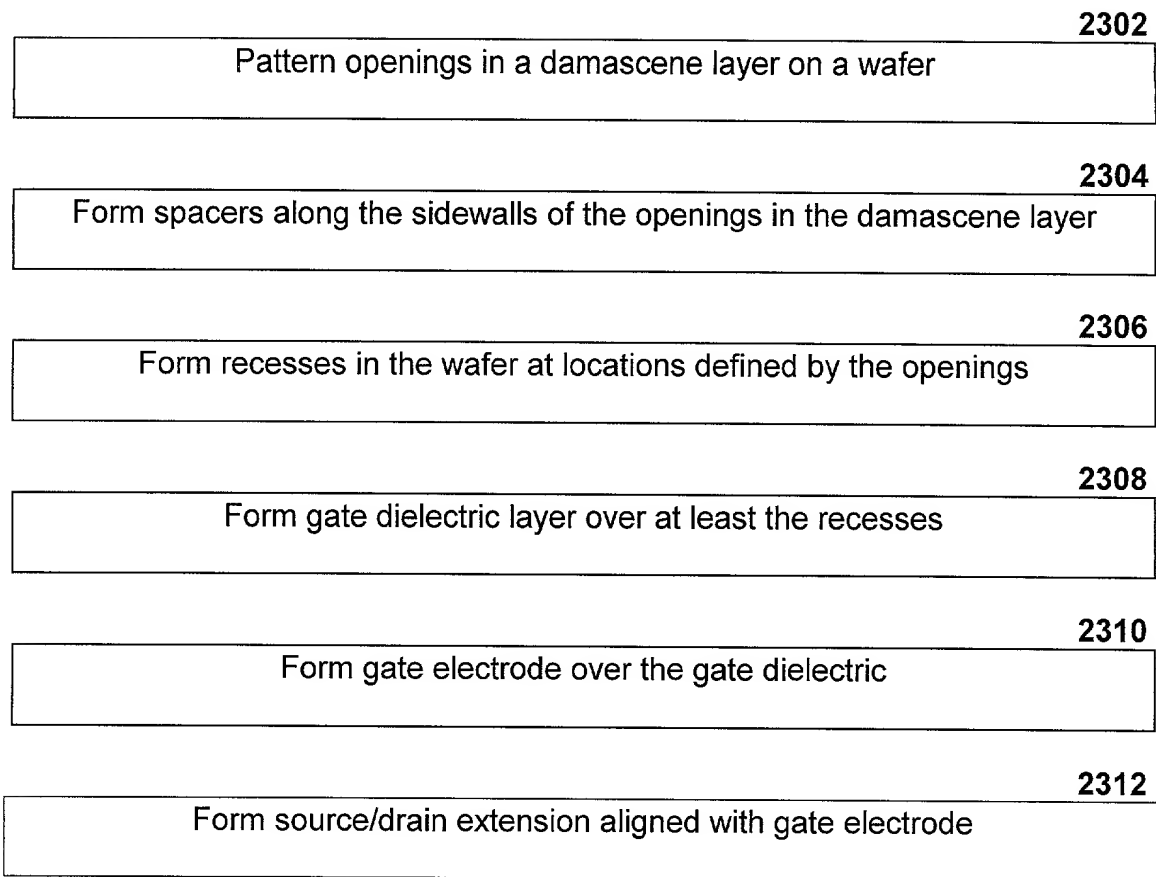 2302
Pattern openings in a damascene layer on a wafer
2304
Form spacers along the sidewalls of the openings in the damascene layer
2306
Form recesses in the wafer at locations defined by the openings
2308
Form gate dielectric layer over at least the recesses
2310
Form gate electrode over the gate dielectric
2312
Form source/drain extension aligned with gate electrode